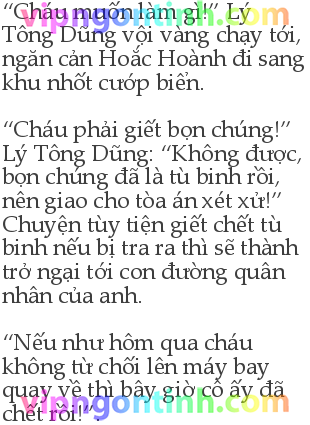 “Cháu muốn làm gì!” Lý
Tông Dũng vội vàng chạy tới,
ngăn cản Hoắc Hoành đi sang
khu nhốt cướp biển.
“Cháu phải giết bọn chúng!”
Lý Tông Dũng: “Không được,
bọn chúng đã là tù binh rồi,
nên giao cho tòa án xét xử!”
Chuyện tùy tiện giết chết tù
binh nếu bị tra ra thì sẽ thành
trở ngại tới con đường quân
nhân của anh.
“Nếu như hôm qua cháu
không từ chối lên máy bay
quay về thì bây giờ cô ấy đã
chết rồi!”.
vipngontinh.com
vipngontinh.com